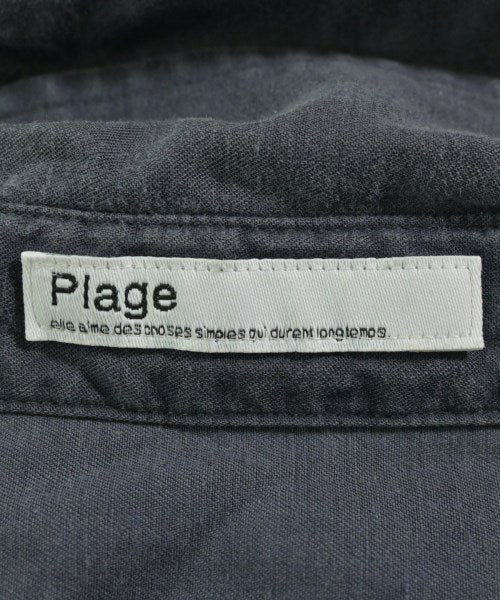 Plage
elle aime des choses simples qui durent longtemps.